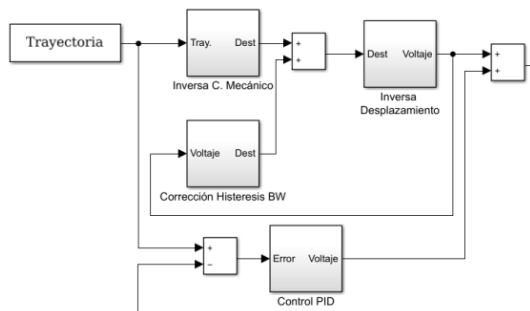 Trayectoria
Tray. Dest
Inversa C. Mecánico
+
+
Dest Voltaje
Inversa
Desplazamiento
+
+
Voltaje Dest
Corrección Histeresis BW
+
−
Error Voltaje
Control PID